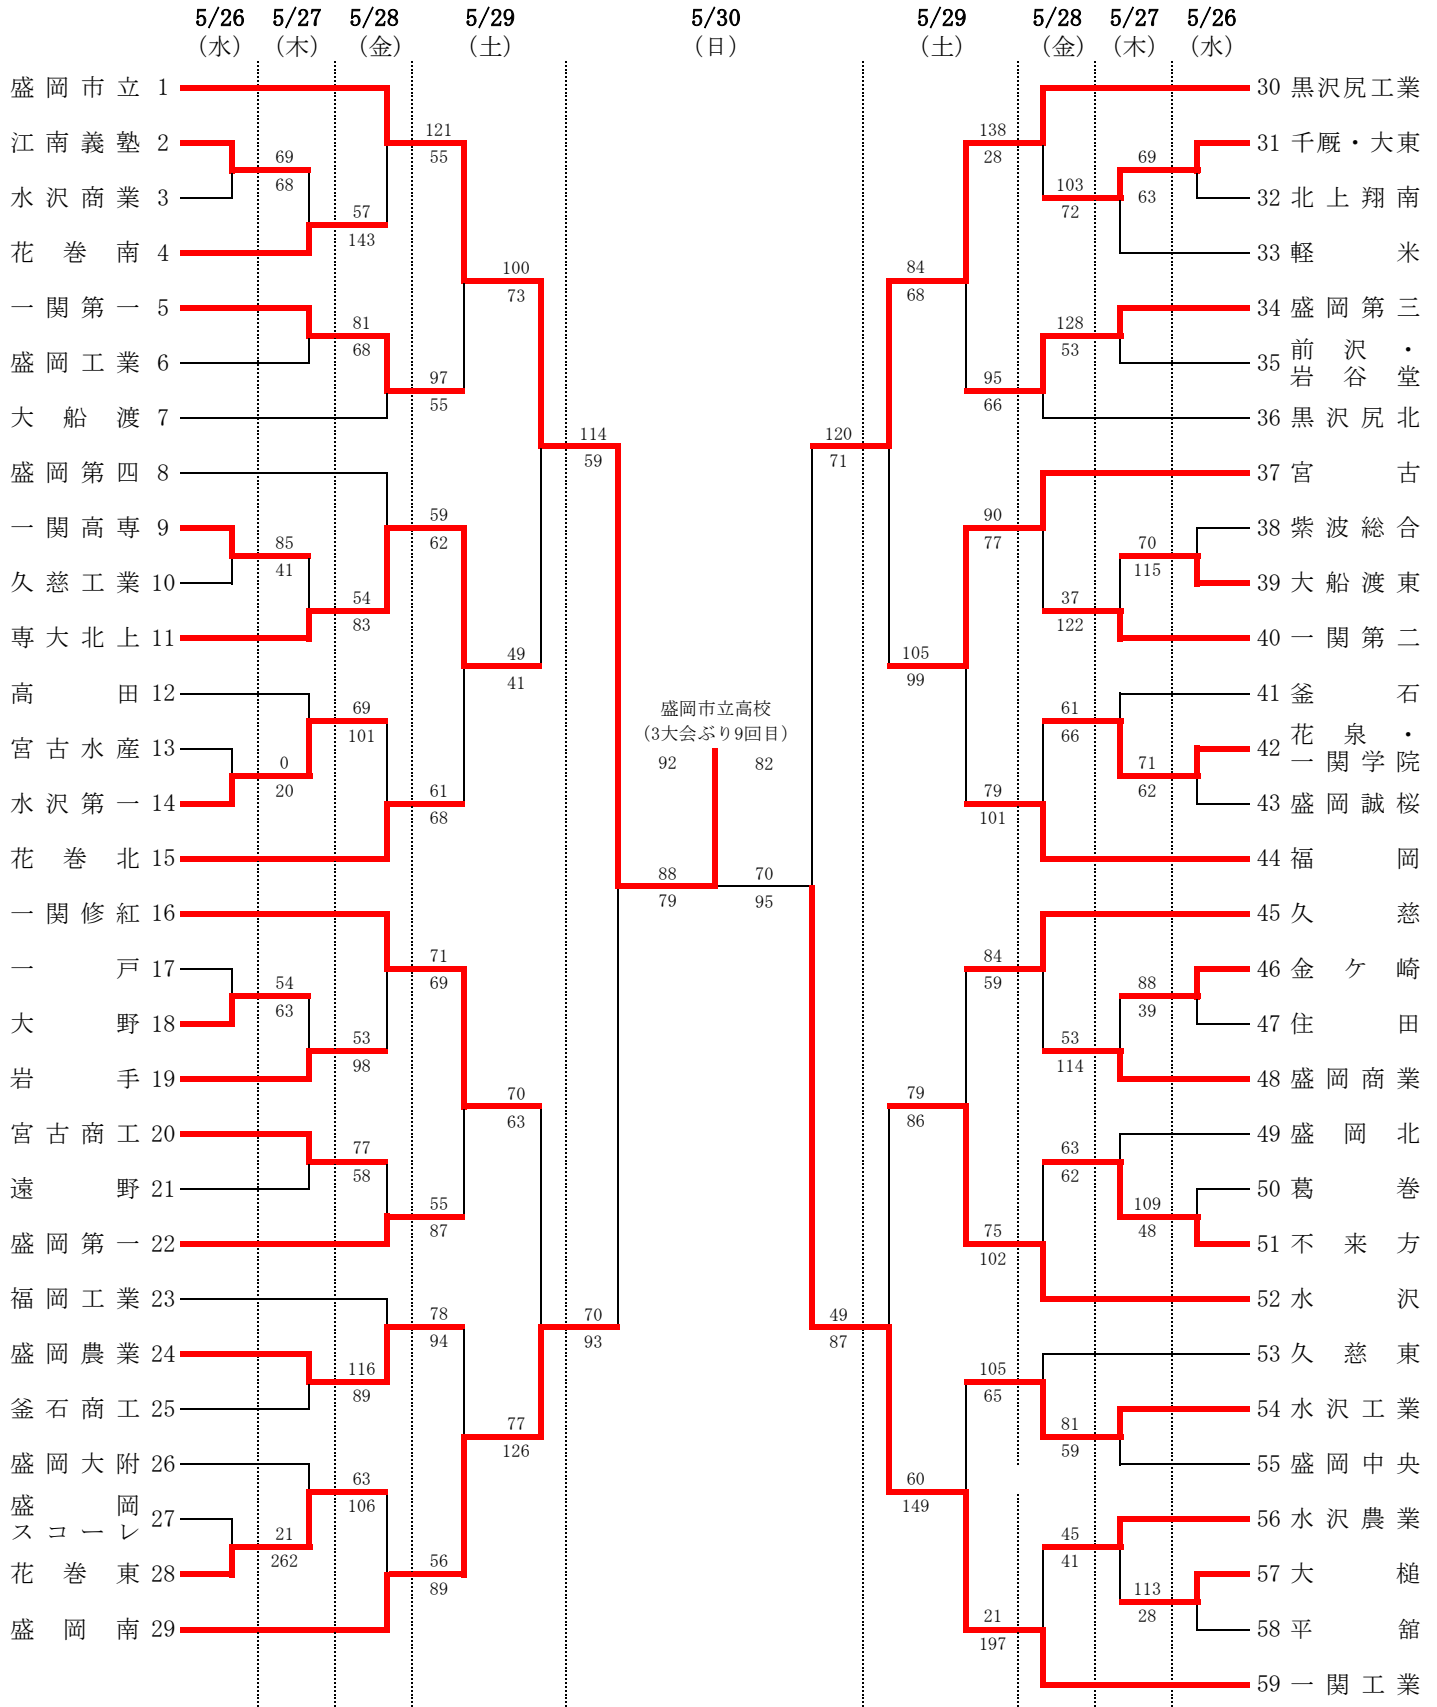 5/26 5/27 5/28 5/29 5/30 5/29 5/28 5/27 5/26
（水） （木） （金） （土） （日） （土） （金） （木） （水）
盛岡市立 1
江南義塾 2
水沢商業 3
花巻南 4
一関第一 5
盛岡工業 6
大船渡 7
盛岡第四 8
一関高専 9
久慈工業 10
専大北上 11
高田 12
宮古水産 13
水沢第一 14
花巻北 15
一関修紅 16
一戸 17
大野 18
岩手 19
宮古商工 20
遠野 21
盛岡第一 22
福岡工業 23
盛岡農業 24
釜石商工 25
盛岡大附 26
盛岡
スコーレ 27
花巻東 28
盛岡南 29
69
68
85
41
0
20
54
63
21
262
57
143
81
68
54
83
69
101
53
98
77
58
116
89
63
106
121
55
97
55
59
62
61
68
71
69
55
87
78
94
56
89
100
73
49
41
70
63
77
126
114
59
70
93
盛岡市立高校
（3大会ぶり9回目）
92 82
88 70
79 95
120
71
49
87
84
68
105
99
79
86
60
149
138
28
95
66
90
77
79
101
84
59
75
102
105
65
21
197
103
72
128
53
37
122
61
66
53
114
63
62
81
59
45
41
69
63
70
115
71
62
88
39
109
48
113
28
30 黒沢尻工業
31 千厩・大東
32 北上翔南
33 軽米
34 盛岡第三
35 前沢・
岩谷堂
36 黒沢尻北
37 宮古
38 紫波総合
39 大船渡東
40 一関第二
41 釜石
42 花泉・
一関学院
43 盛岡誠桜
44 福岡
45 久慈
46 金ケ崎
47 住田
48 盛岡商業
49 盛岡北
50 葛巻
51 不来方
52 水沢
53 久慈東
54 水沢工業
55 盛岡中央
56 水沢農業
57 大槌
58 平舘
59 一関工業